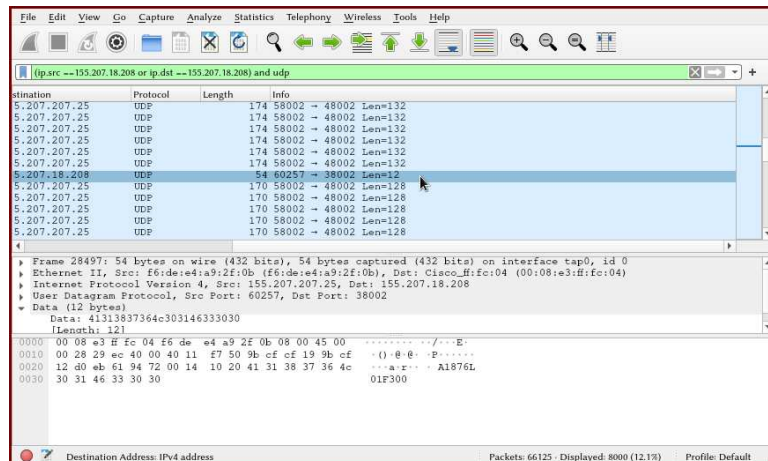 File Edit View Go Capture Analyze Statistics Telephony Wireless Tools Help
(ip.src ==155.207.18.208 or ip.dst ==155.207.18.208) and udp
stination Protocol Length Info
5.207.207.25 UDP 174 58002 → 48002 Len=132
5.207.207.25 UDP 174 58002 → 48002 Len=132
5.207.207.25 UDP 174 58002 → 48002 Len=132
5.207.207.25 UDP 174 58002 → 48002 Len=132
5.207.207.25 UDP 174 58002 → 48002 Len=132
5.207.207.25 UDP 174 58002 → 48002 Len=132
5.207.18.208 UDP 54 60257 → 38002 Len=12
5.207.207.25 UDP 170 58002 → 48002 Len=128
5.207.207.25 UDP 170 58002 → 48002 Len=128
5.207.207.25 UDP 170 58002 → 48002 Len=128
5.207.207.25 UDP 170 58002 → 48002 Len=128
5.207.207.25 UDP 170 58002 → 48002 Len=128
Frame 28497: 54 bytes on wire (432 bits), 54 bytes captured (432 bits) on interface tap0, id 0
Ethernet II, Src: f6:de:e4:a9:2f:0b (f6:de:e4:a9:2f:0b), Dst: Cisco_ff:fc:04 (00:08:e3:ff:fc:04)
Internet Protocol Version 4, Src: 155.207.207.25, Dst: 155.207.18.208
User Datagram Protocol, Src Port: 60257, Dst Port: 38002
Data (12 bytes)
Data: 41313837364c303146333030
[Length: 12]
0000 00 08 e3 ff fc 04 f6 de e4 a9 2f 0b 08 00 45 00 ········ ··/···E·
0010 00 28 29 ec 40 00 40 11 f7 50 9b cf cf 19 9b cf ·()·@·@· ·P······
0020 12 d0 eb 61 94 72 00 14 10 20 41 31 38 37 36 4c ···a·r·· · A1876L
0030 30 31 46 33 30 30 01F300
Destination Address: IPv4 address Packets: 66125 · Displayed: 8000 (12.1%) Profile: Default